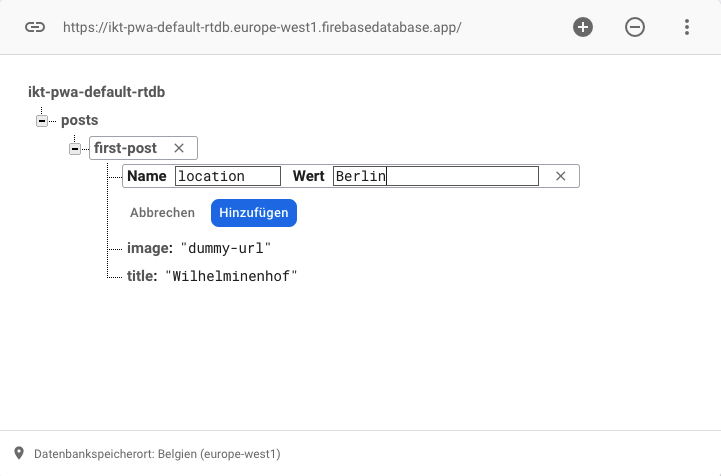 https://ikt-pwa-default-rtdb.europe-west1.firebasedatabase.app/
ikt-pwa-default-rtdb
posts
first-post
Name location Wert Berlin
Abbrechen Hinzufügen
image: "dummy-url"
title: "Wilhelminenhof"
Datenbankspeicherort: Belgien (europe-west1)